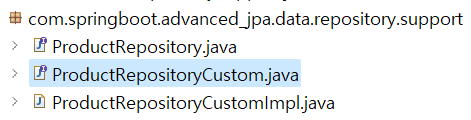 com.springboot.advanced_jpa.data.repository.support
ProductRepository.java
ProductRepositoryCustom.java
ProductRepositoryCustomImpl.java